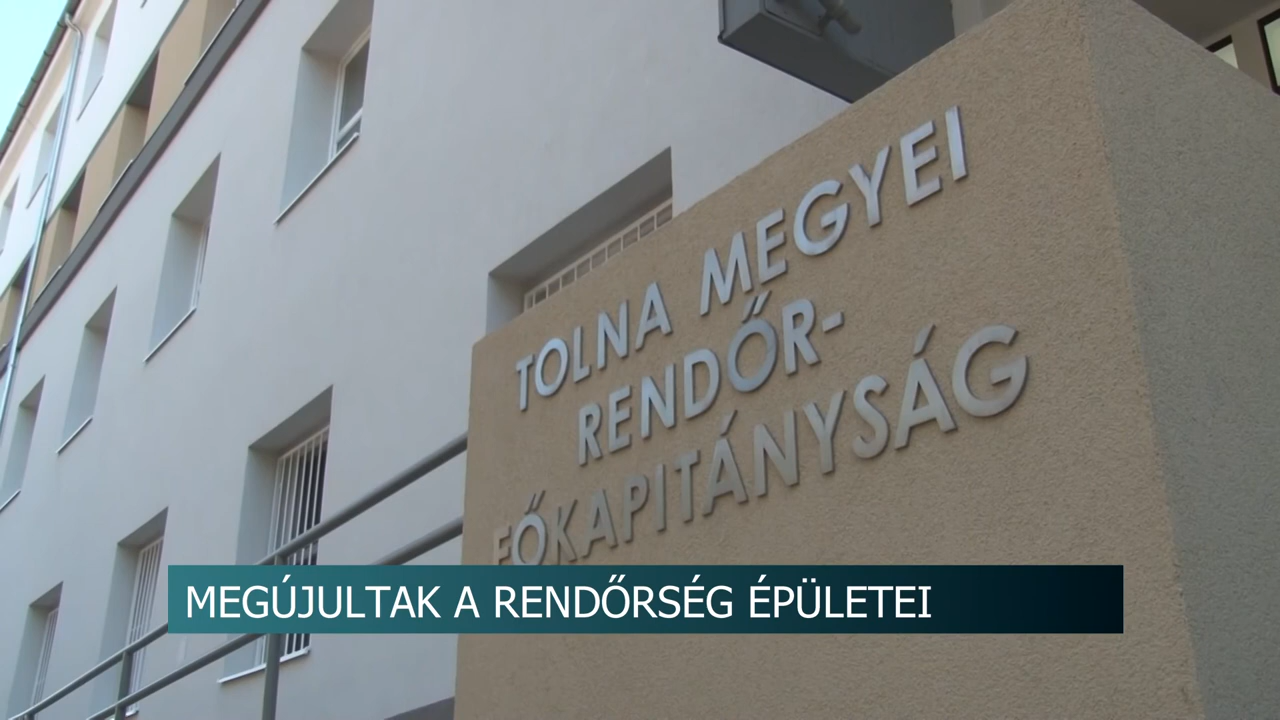 TOLNA MEGYEI
RENDŐR-
FŐKAPITÁNYSÁG
MEGÚJULTAK A RENDŐRSÉG ÉPÜLETEI